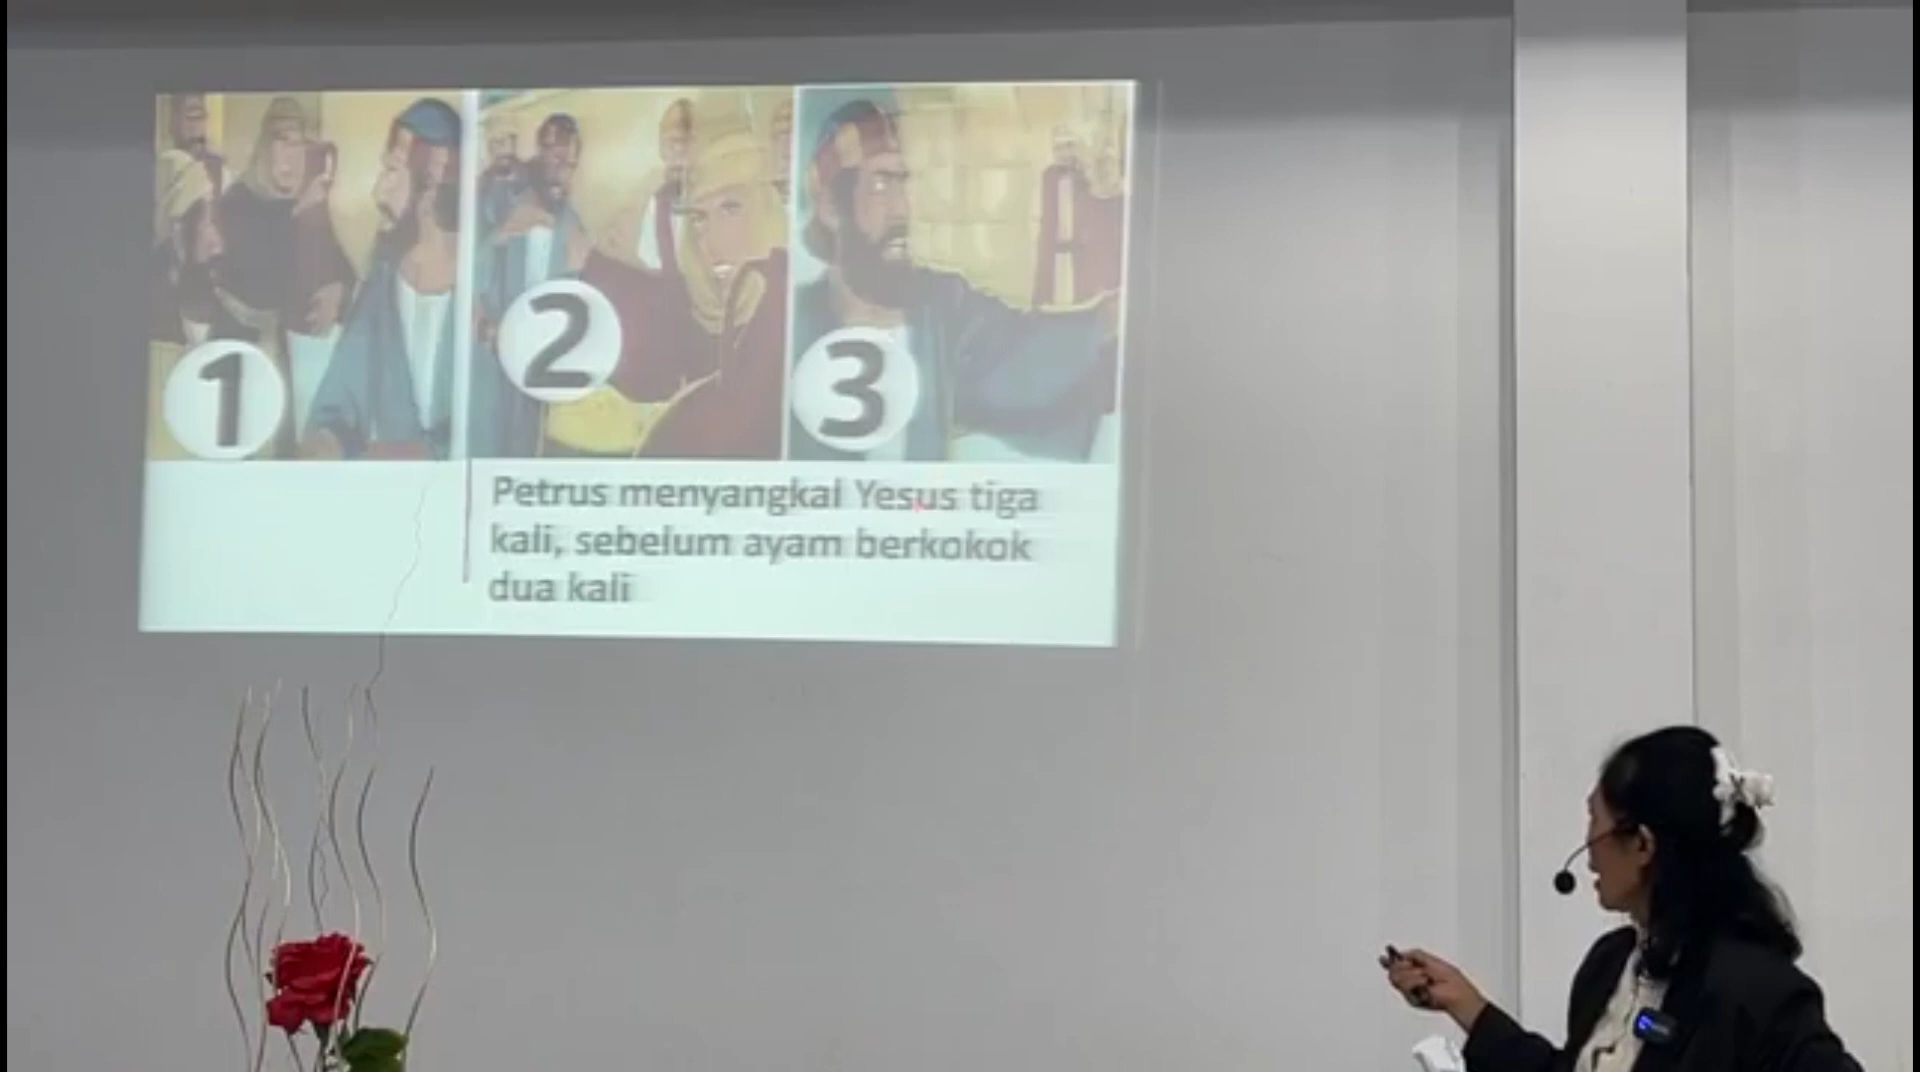 1
2
3
Petrus menyangkal Yesus tiga
kali, sebelum ayam berkokok
dua kali